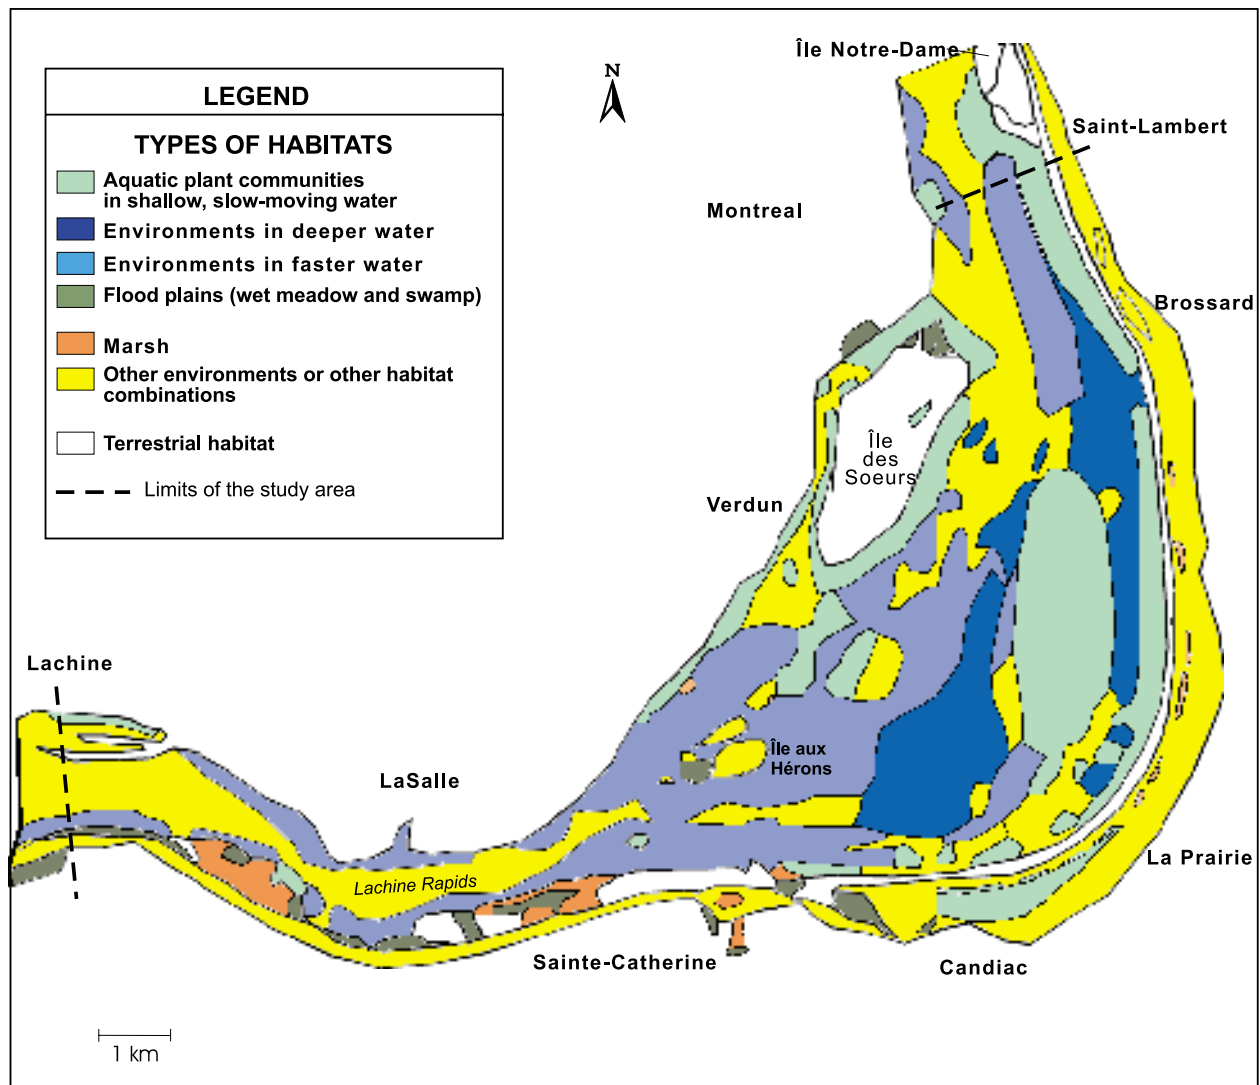 Île Notre-Dame
N
LEGEND
TYPES OF HABITATS
Aquatic plant communities
in shallow, slow-moving water
Environments in deeper water
Environments in faster water
Flood plains (wet meadow and swamp)
Marsh
Other environments or other habitat
combinations
Terrestrial habitat
Limits of the study area
Saint-Lambert
Montreal
Brossard
Île
des
Soeurs
Verdun
Lachine
LaSalle
Île aux
Hérons
Lachine Rapids
La Prairie
Sainte-Catherine
Candiac
1 km